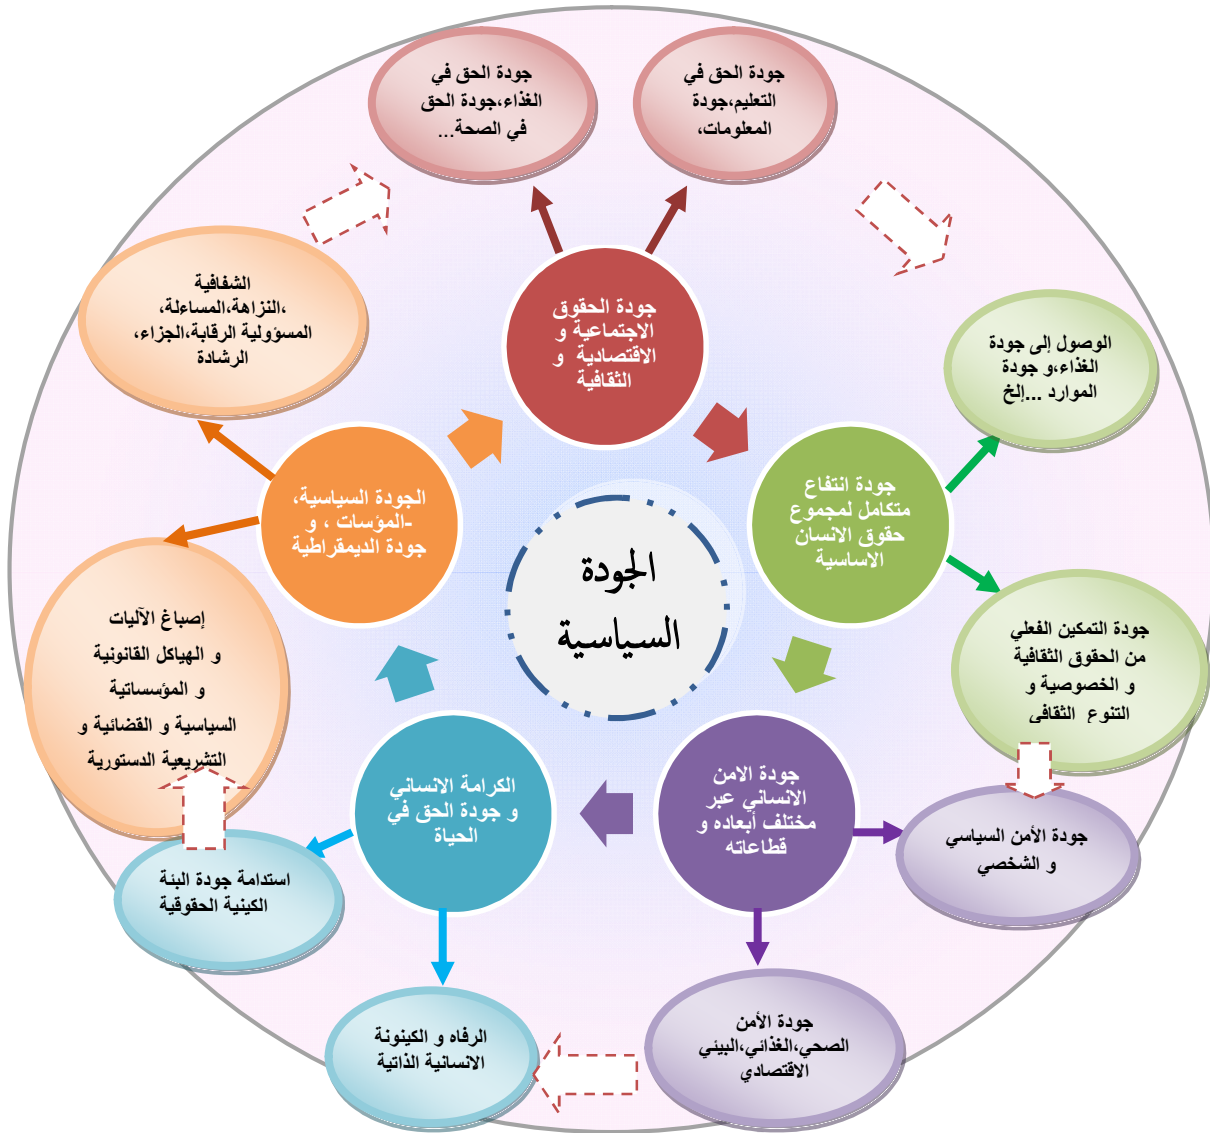 جودة الحق في
الغذاء،جودة الحق
في الصحة...
جودة الحق في
التعليم،جودة
المعلومات،
الشفافية
،النزاهة،المساءلة،
المسؤولية الرقابة،الجزاء،
الرشادة
جودة الحقوق
الاجتماعية و
الاقتصادية و
الثقافية
الوصول إلى جودة
الغذاء،و جودة
الموارد ...إلخ
الجودة السياسية،
-المؤسات ، و
جودة الديمقراطية
جودة انتفاع
متكامل لمجموع
حقوق الانسان
الاساسية
الجودة
السياسية
إصباغ الآليات
و الهياكل القانونية
و المؤسساتية
السياسية و القضائية و
التشريعية الدستورية
جودة التمكين الفعلي
من الحقوق الثقافية
و الخصوصية و
التنوع الثقافي
الكرامة الانساني
و جودة الحق في
الحياة
جودة الامن
الانساني عبر
مختلف أبعاده و
قطاعاته
جودة الأمن السياسي
و الشخصي
استدامة جودة البئة
الكينية الحقوقية
الرفاه و الكينونة
الانسانية الذاتية
جودة الأمن
الصحي،الغذائي،البيئي
الاقتصادي